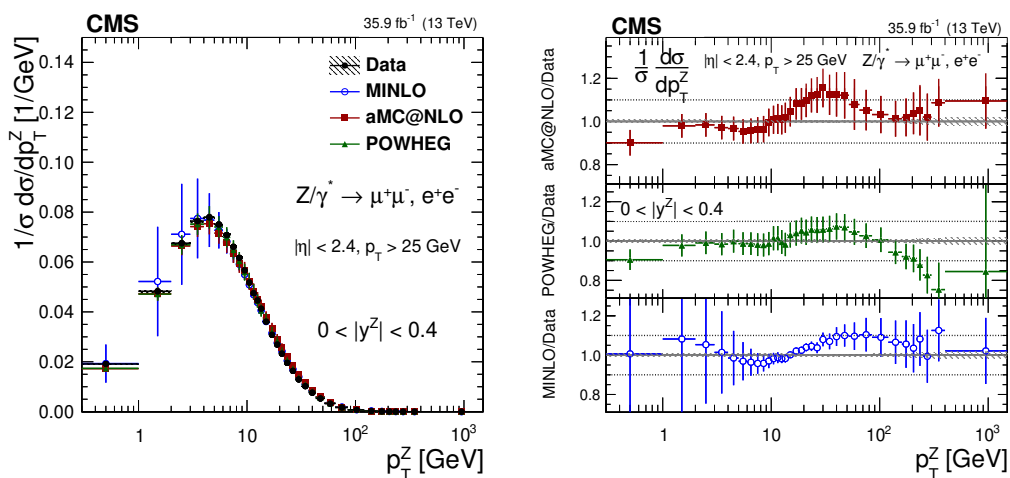 CMS
35.9 fb⁻¹ (13 TeV)
1/σ dσ/dp_T^Z [1/GeV]
0.14
0.12
0.10
0.08
0.06
0.04
0.02
0.00
Data
MINLO
aMC@NLO
POWHEG
Z/γ* → μ⁺μ⁻, e⁺e⁻
|η| < 2.4, p_T > 25 GeV
0 < |y^Z| < 0.4
1 10 10² 10³
p_T^Z [GeV]
CMS
35.9 fb⁻¹ (13 TeV)
aMC@NLO/Data
1.2
1.0
0.8
1/σ dσ/dp_T^Z |η| < 2.4, p_T > 25 GeV Z/γ* → μ⁺μ⁻, e⁺e⁻
POWHEG/Data
1.2
1.0
0.8
0 < |y^Z| < 0.4
MINLO/Data
1.2
1.0
0.8
1 10 10² 10³
p_T^Z [GeV]